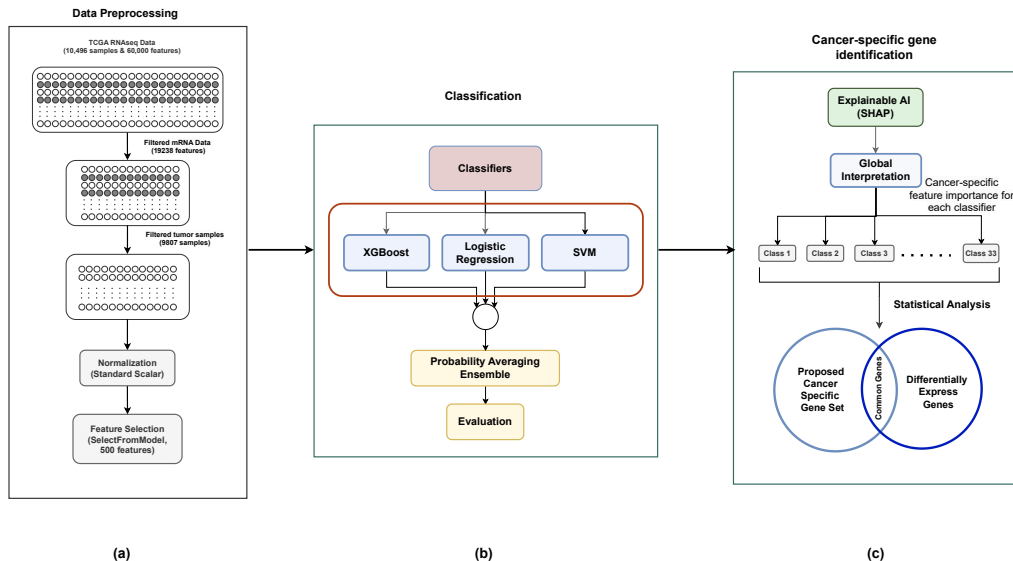 Data Preprocessing
TCGA RNAseq Data
(10,496 samples & 60,000 features)
Filtered mRNA Data
(19238 features)
Filtered tumor samples
(9807 samples)
Normalization
(Standard Scalar)
Feature Selection
(SelectFromModel,
500 features)
(a)
Classification
Classifiers
XGBoost
Logistic
Regression
SVM
Probability Averaging
Ensemble
Evaluation
(b)
Cancer-specific gene
identification
Explainable AI
(SHAP)
Global
Interpretation
Cancer-specific
feature importance for
each classifier
Class 1
Class 2
Class 3
Class 33
Statistical Analysis
Proposed
Cancer
Specific
Gene Set
Common Genes
Differentially
Express
Genes
(c)